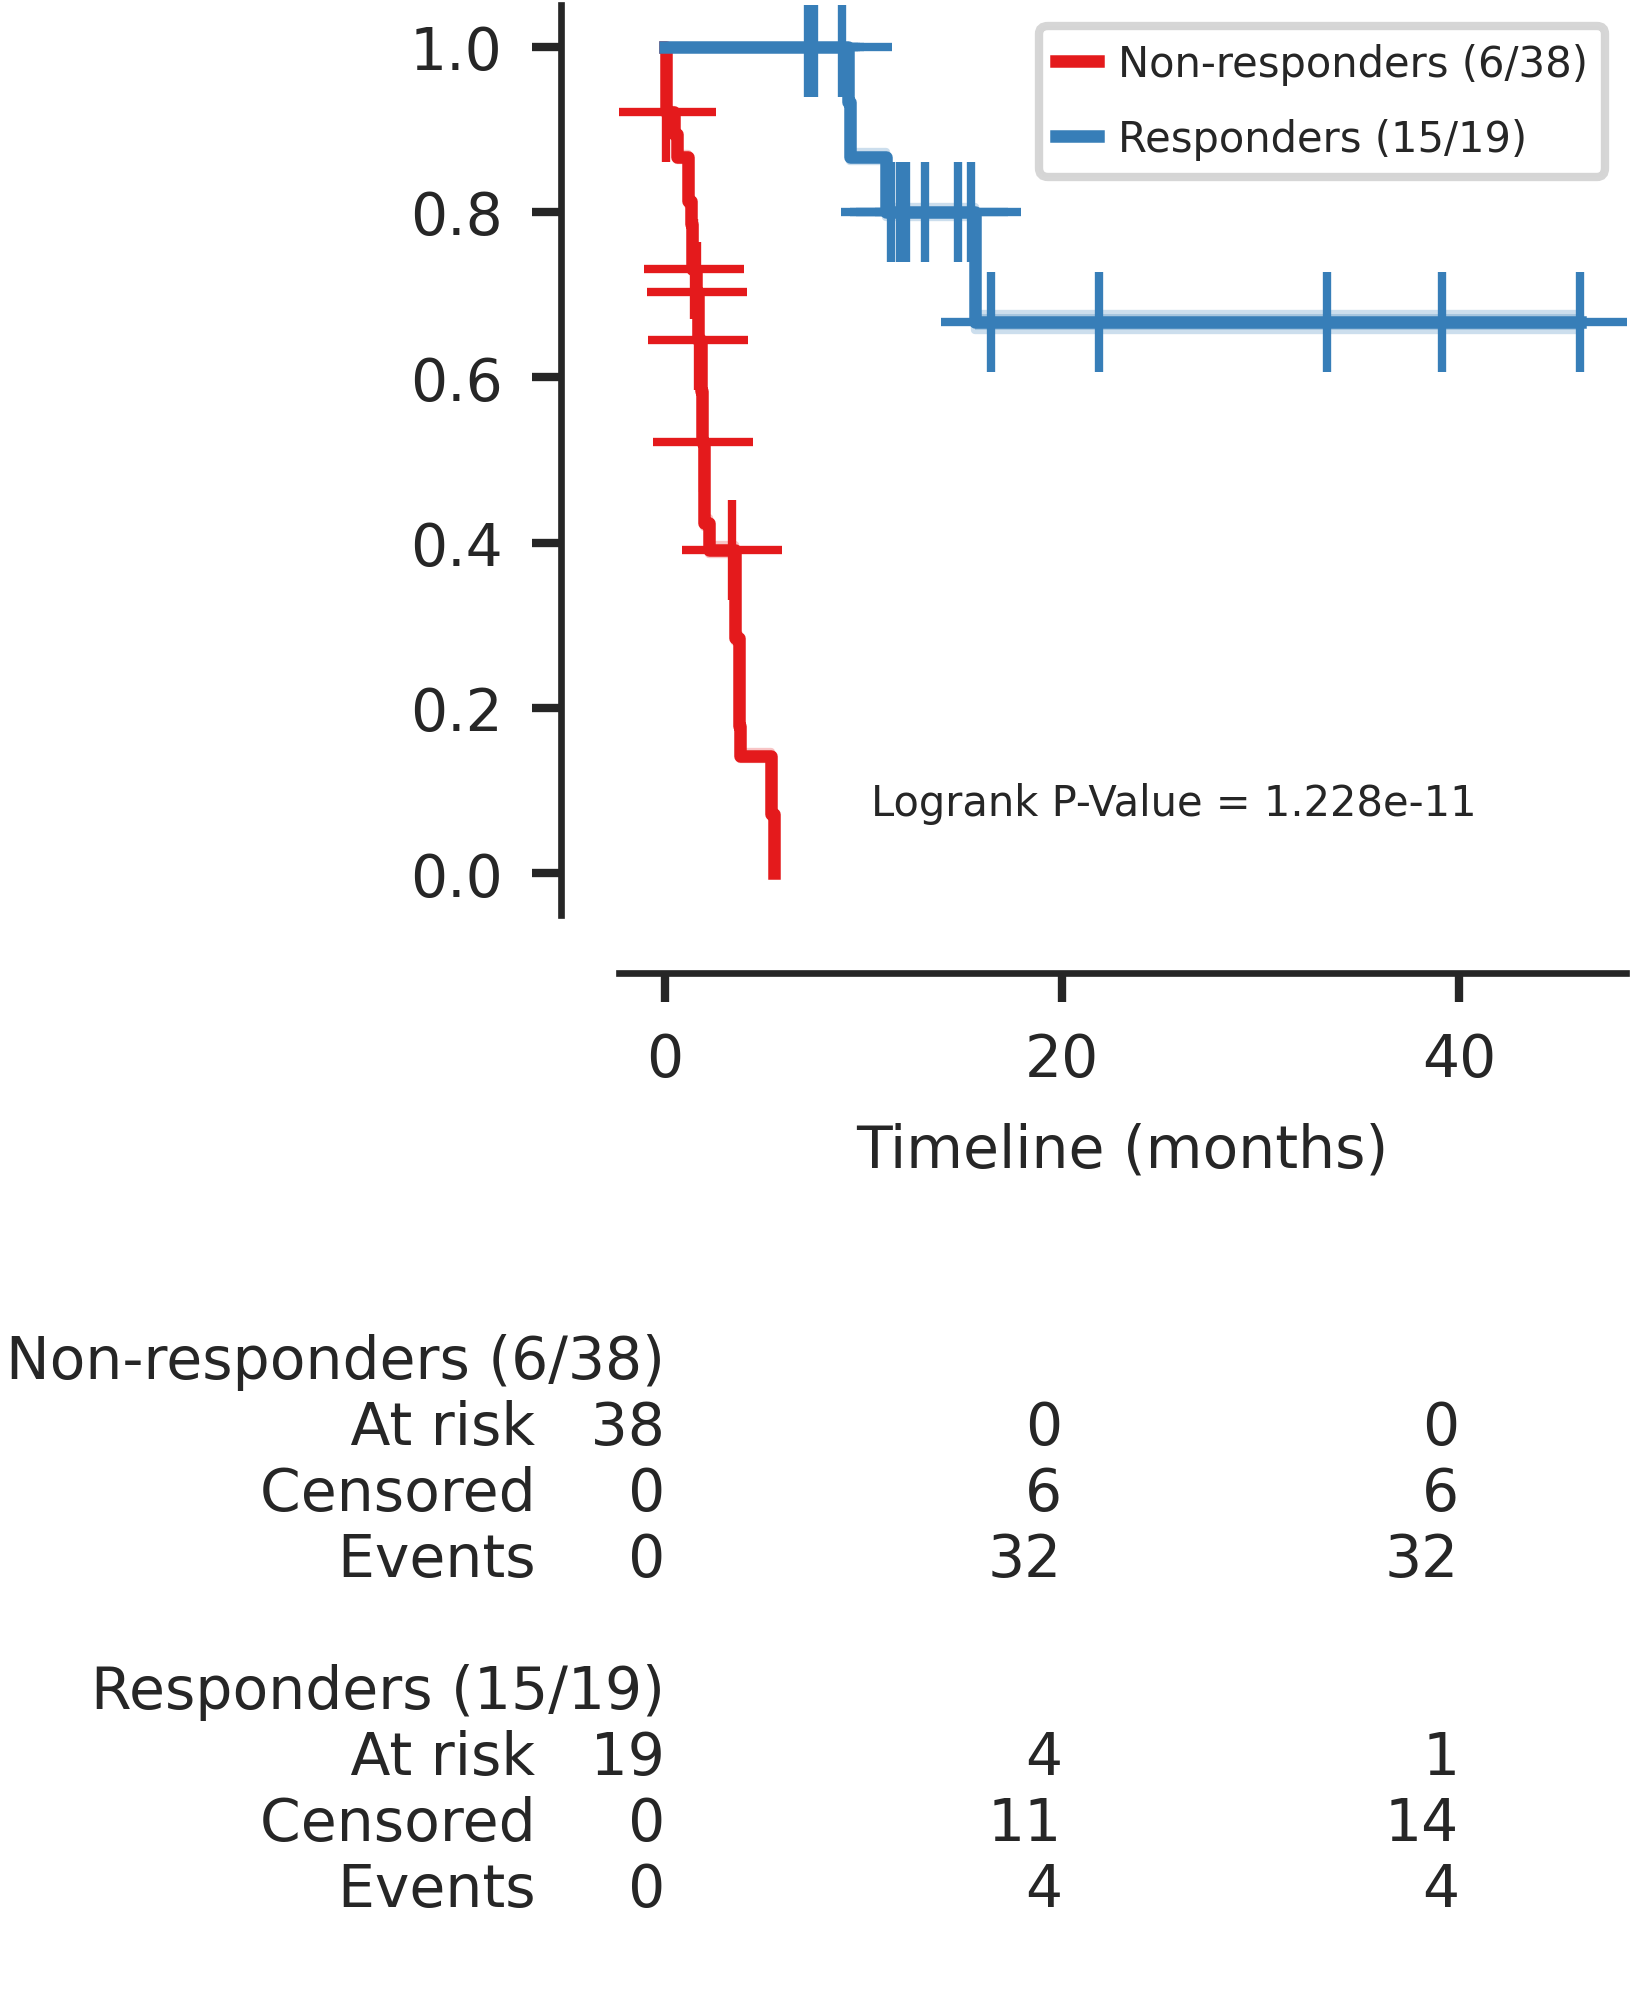 1.0
0.8
0.6
0.4
0.2
0.0
Non-responders (6/38)
Responders (15/19)
Logrank P-Value = 1.228e-11
0 20 40
Timeline (months)
Non-responders (6/38)
At risk 38 0 0
Censored 0 6 6
Events 0 32 32
Responders (15/19)
At risk 19 4 1
Censored 0 11 14
Events 0 4 4